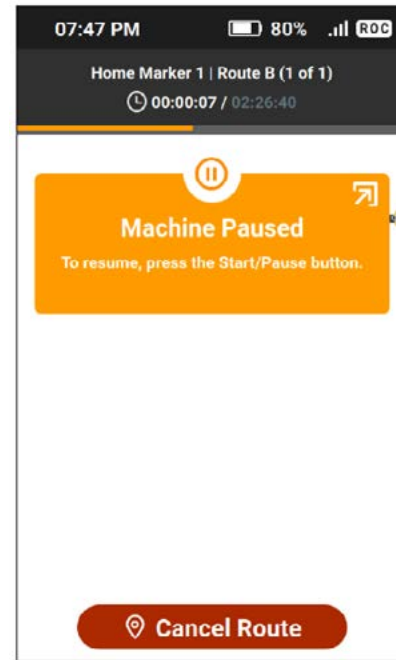 07:47 PM 80% ROC
Home Marker 1 | Route B (1 of 1)
00:00:07 / 02:26:40
Machine Paused
To resume, press the Start/Pause button.
Cancel Route